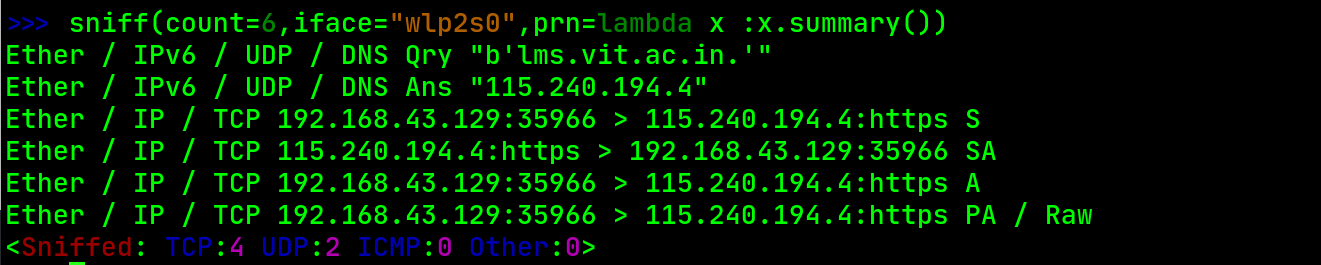 >>> sniff(count=6,iface="wlp2s0",prn=lambda x :x.summary())
Ether / IPv6 / UDP / DNS Qry "b'lms.vit.ac.in.'"
Ether / IPv6 / UDP / DNS Ans "115.240.194.4"
Ether / IP / TCP 192.168.43.129:35966 > 115.240.194.4:https S
Ether / IP / TCP 115.240.194.4:https > 192.168.43.129:35966 SA
Ether / IP / TCP 192.168.43.129:35966 > 115.240.194.4:https A
Ether / IP / TCP 192.168.43.129:35966 > 115.240.194.4:https PA / Raw
<Sniffed: TCP:4 UDP:2 ICMP:0 Other:0>